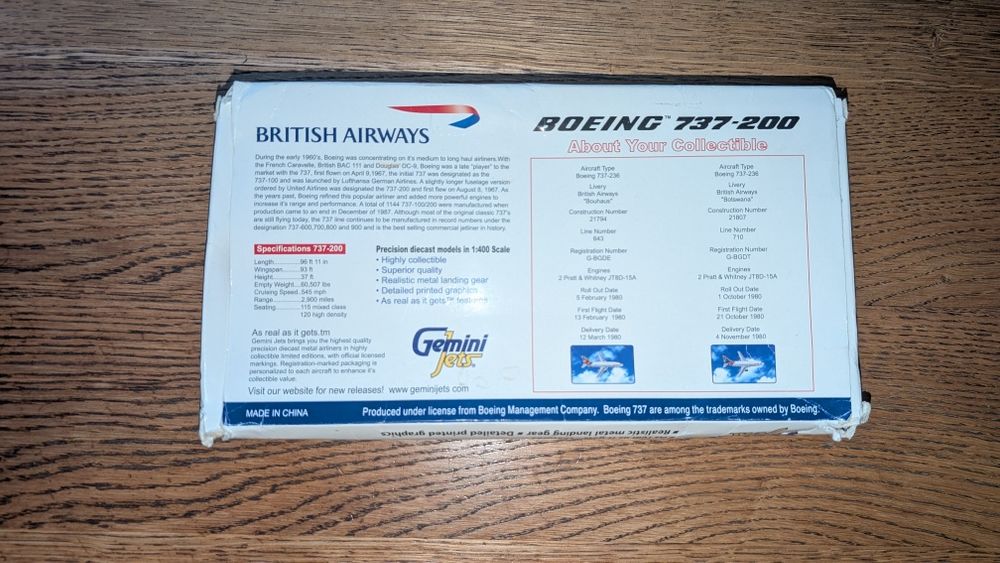 BRITISH AIRWAYS
During the early 1960's, Boeing was concentrating on it's medium to long haul airliners.With
the French Caravelle, British BAC 111 and Douglas' DC-9, Boeing was a late "player" to the
market with the 737, first flown on April 9,1967, the initial 737 was designated as the
737-100 and was launched by Lufthansa German Airlines. A slightly longer fuselage version
ordered by United Airlines was designated the 737-200 and first flew on August 8, 1967. As
the years past, Boeing refined this popular airliner and added more powerful engines to
increase it's range and performance. A total of 1144 737-100/200 were manufactured when
production came to an end in December of 1987. Although most of the original classic 737's
are still flying today, the 737 line continues to be manufactured in record numbers under the
designation 737-600,700,800 and 900 and is the best selling commercial jetliner in history.
Specifications 737-200
Length...............96 ft 11 in
Wingspan..........93 ft
Height................37 ft
Empty Weight...60,507 lbs
Cruising Speed..545 mph
Range...............2,900 miles
Seating.............115 mixed class
120 high density
Precision diecast models in 1:400 Scale
• Highly collectible
• Superior quality
• Realistic metal landing gear
• Detailed printed graphics
• As real as it gets™ features
As real as it gets.tm
Gemini Jets brings you the highest quality
precision diecast metal airliners in highly
collectible limited editions, with official licensed
markings. Registration-marked packaging is
personalized to each aircraft to enhance it's
collectible value.
Gemini
Jets
Visit our website for new releases! www.geminijets.com
BOEING™ 737-200
About Your Collectible
Aircraft Type
Boeing 737-236
Livery
British Airways
"Bouhaus"
Construction Number
21794
Line Number
643
Registration Number
G-BGDE
Engines
2 Pratt & Whitney JT8D-15A
Roll Out Date
5 February 1980
First Flight Date
13 February 1980
Delivery Date
12 March 1980
Aircraft Type
Boeing 737-236
Livery
British Airways
"Botswana"
Construction Number
21807
Line Number
710
Registration Number
G-BGDT
Engines
2 Pratt & Whitney JT8D-15A
Roll Out Date
1 October 1980
First Flight Date
21 October 1980
Delivery Date
4 November 1980
MADE IN CHINA
Produced under license from Boeing Management Company. Boeing 737 are among the trademarks owned by Boeing.
• Realistic metal landing gear • Detailed printed graphics